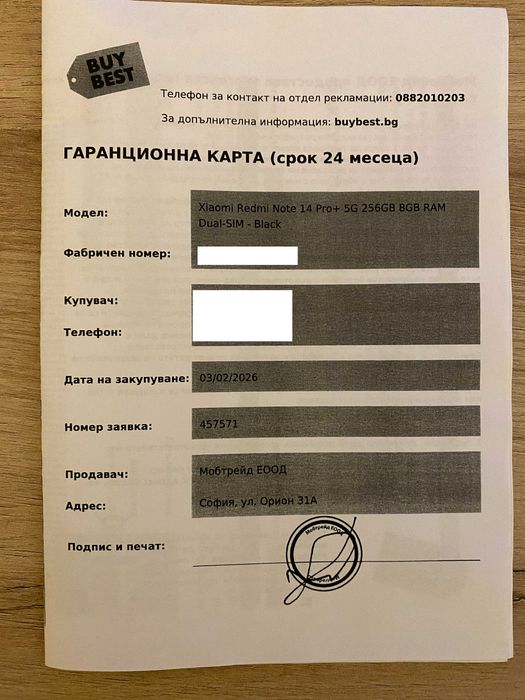 BUY
BEST
Телефон за контакт на отдел рекламации: 0882010203
За допълнителна информация: buybest.bg
ГАРАНЦИОННА КАРТА (срок 24 месеца)
Модел: Xiaomi Redmi Note 14 Pro+ 5G 256GB 8GB RAM
Dual-SIM - Black
Фабричен номер:
Купувач:
Телефон:
Дата на закупуване: 03/02/2026
Номер заявка: 457571
Продавач: Мобтрейд ЕООД
Адрес: София, ул. Орион 31А
Подпис и печат:
Мобтрейд ЕООД